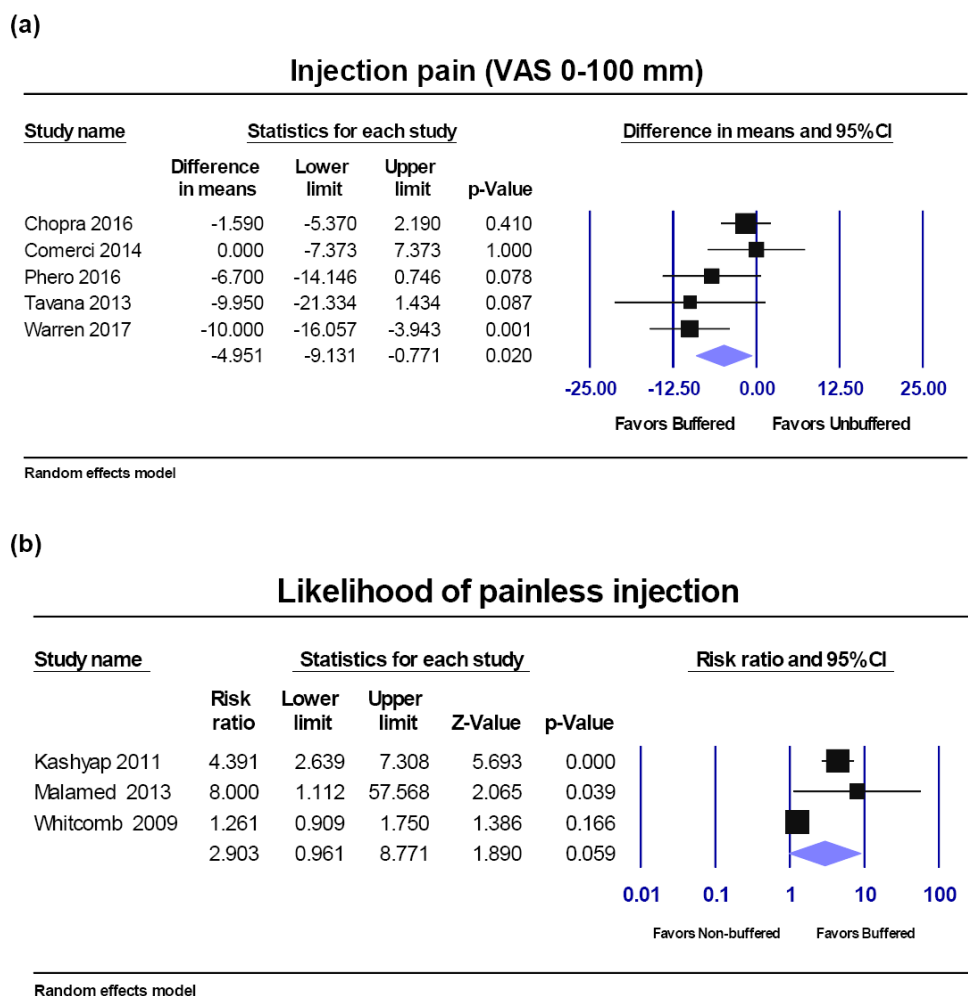 (a)
Injection pain (VAS 0-100 mm)
Study name Statistics for each study Difference in means and 95%CI
Difference Lower Upper
in means limit limit p-Value
Chopra 2016 -1.590 -5.370 2.190 0.410
Comerci 2014 0.000 -7.373 7.373 1.000
Phero 2016 -6.700 -14.146 0.746 0.078
Tavana 2013 -9.950 -21.334 1.434 0.087
Warren 2017 -10.000 -16.057 -3.943 0.001
-4.951 -9.131 -0.771 0.020
-25.00 -12.50 0.00 12.50 25.00
Favors Buffered Favors Unbuffered
Random effects model
(b)
Likelihood of painless injection
Study name Statistics for each study Risk ratio and 95%CI
Risk Lower Upper
ratio limit limit Z-Value p-Value
Kashyap 2011 4.391 2.639 7.308 5.693 0.000
Malamed 2013 8.000 1.112 57.568 2.065 0.039
Whitcomb 2009 1.261 0.909 1.750 1.386 0.166
2.903 0.961 8.771 1.890 0.059
0.01 0.1 1 10 100
Favors Non-buffered Favors Buffered
Random effects model